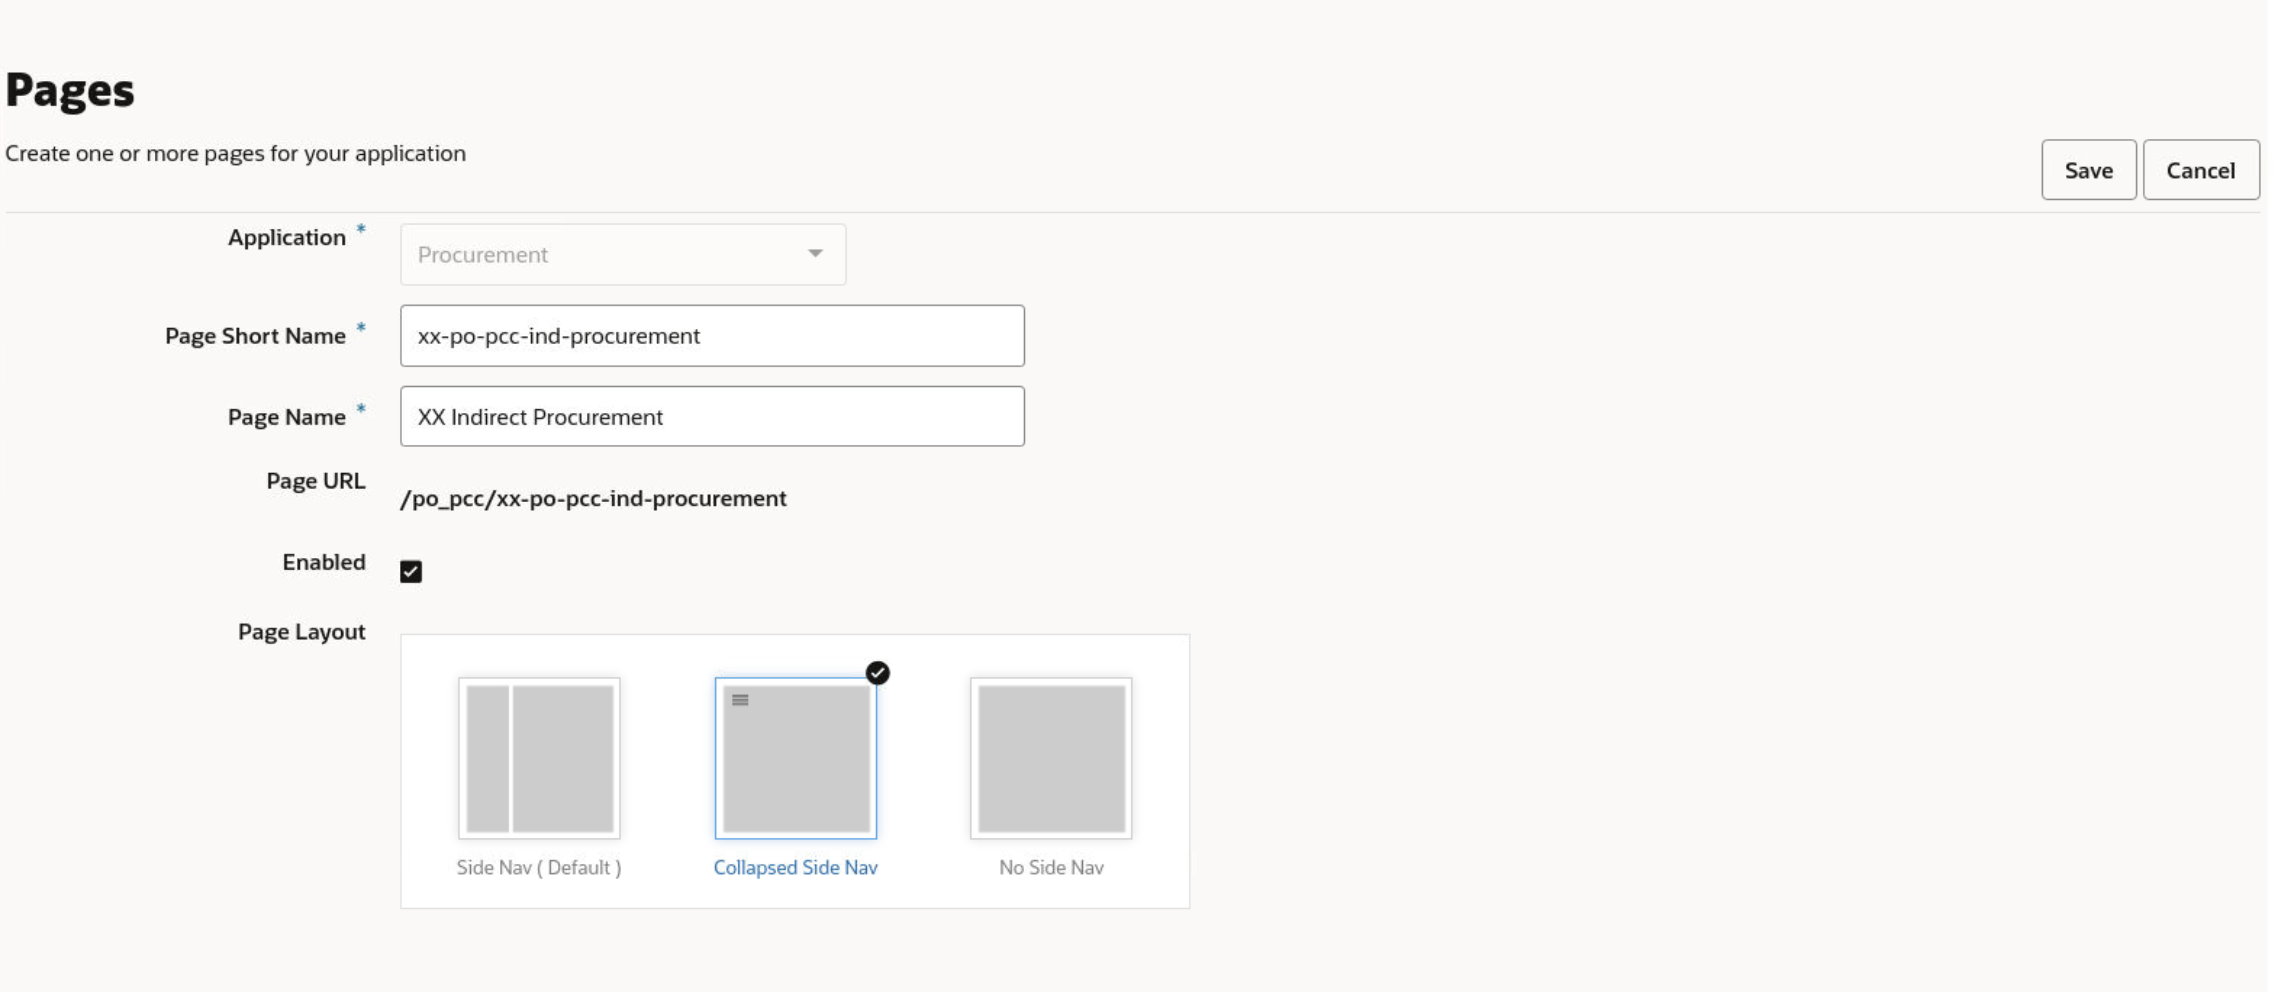 Pages
Create one or more pages for your application
Save Cancel
Application * Procurement
Page Short Name * xx-po-pcc-ind-procurement
Page Name * XX Indirect Procurement
Page URL /po_pcc/xx-po-pcc-ind-procurement
Enabled
Page Layout
Side Nav ( Default ) Collapsed Side Nav No Side Nav